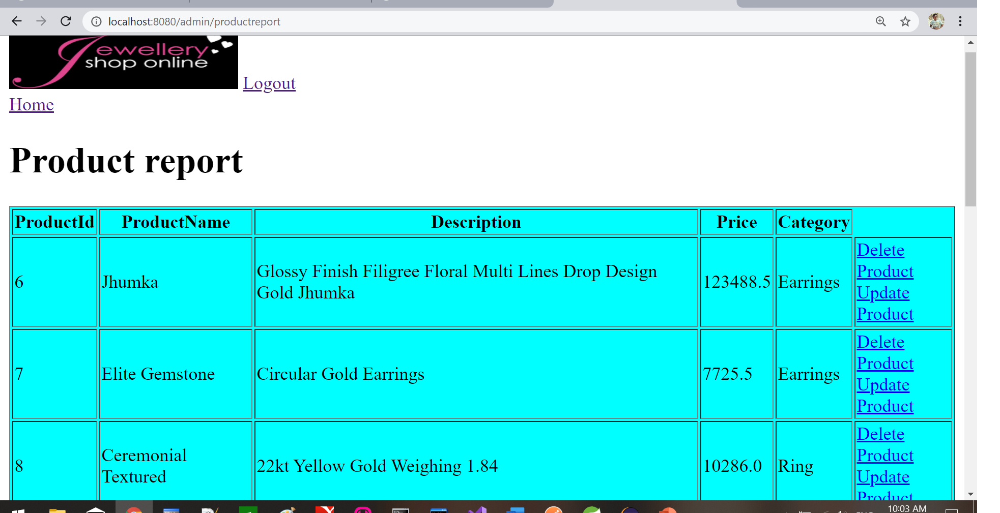 localhost:8080/admin/productreport
Jewellery
shop online
Logout
Home
Product report
ProductId ProductName Description Price Category
6 Jhumka Glossy Finish Filigree Floral Multi Lines Drop Design Gold Jhumka 123488.5 Earrings Delete Product Update Product
7 Elite Gemstone Circular Gold Earrings 7725.5 Earrings Delete Product Update Product
8 Ceremonial Textured 22kt Yellow Gold Weighing 1.84 10286.0 Ring Delete Product Update Product
10:03 AM